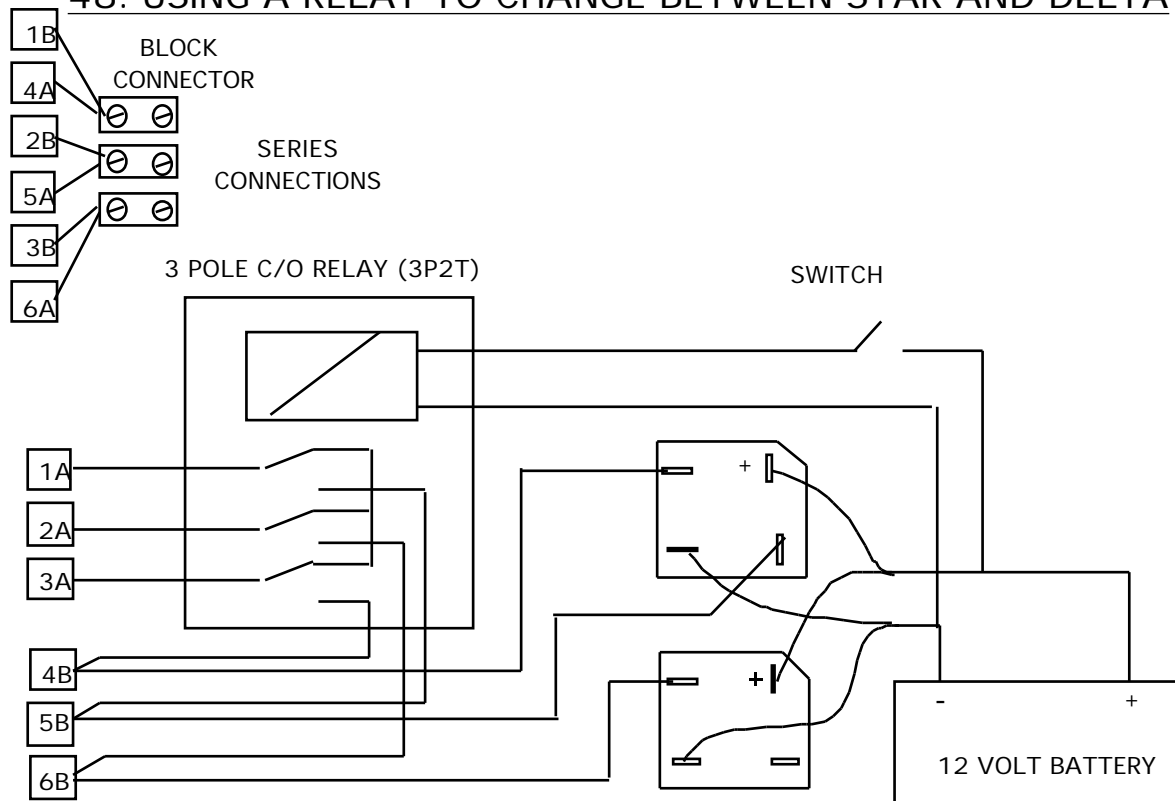 48. USING A RELAY TO CHANGE BETWEEN STAR AND DELTA
1B
BLOCK
CONNECTOR
4A
2B
SERIES
CONNECTIONS
5A
3B
6A
3 POLE C/O RELAY (3P2T)
SWITCH
1A
+
2A
3A
4B
+
5B
- +
6B
12 VOLT BATTERY